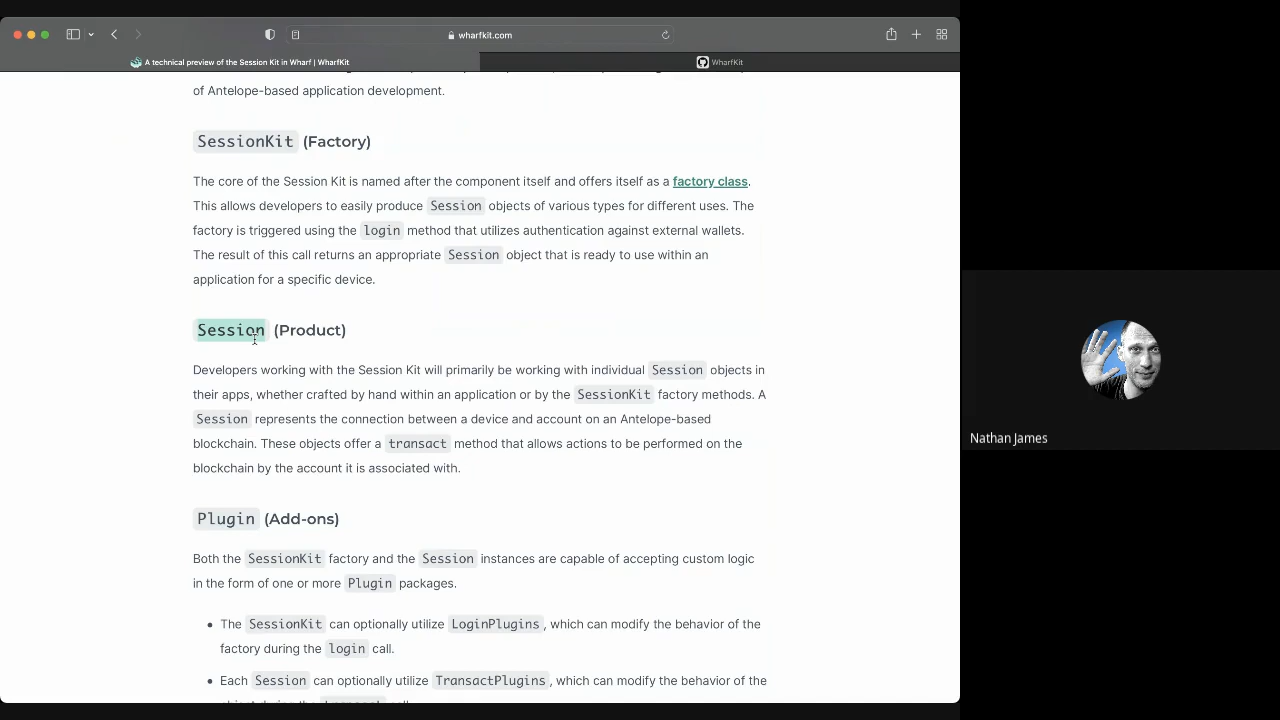 wharfkit.com
A technical preview of the Session Kit in Wharf | WharfKit
WharfKit
of Antelope-based application development.
SessionKit (Factory)
The core of the Session Kit is named after the component itself and offers itself as a factory class.
This allows developers to easily produce Session objects of various types for different uses. The
factory is triggered using the login method that utilizes authentication against external wallets.
The result of this call returns an appropriate Session object that is ready to use within an
application for a specific device.
Session (Product)
Developers working with the Session Kit will primarily be working with individual Session objects in
their apps, whether crafted by hand within an application or by the SessionKit factory methods. A
Session represents the connection between a device and account on an Antelope-based
blockchain. These objects offer a transact method that allows actions to be performed on the
blockchain by the account it is associated with.
Plugin (Add-ons)
Both the SessionKit factory and the Session instances are capable of accepting custom logic
in the form of one or more Plugin packages.
• The SessionKit can optionally utilize LoginPlugins, which can modify the behavior of the
factory during the login call.
• Each Session can optionally utilize TransactPlugins, which can modify the behavior of the
Nathan James